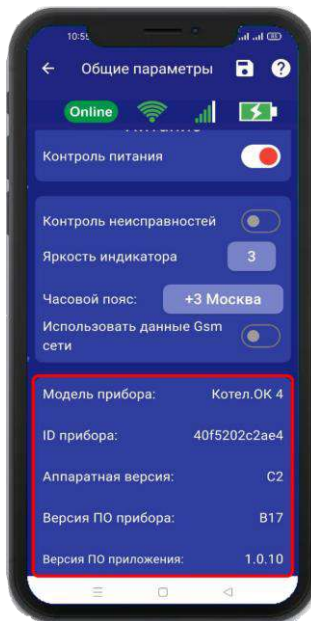 10:55
Общие параметры
Online
Контроль питания
Контроль неисправностей
Яркость индикатора 3
Часовой пояс: +3 Москва
Использовать данные Gsm
сети
Модель прибора: Котел.ОК 4
ID прибора: 40f5202c2ae4
Аппаратная версия: C2
Версия ПО прибора: B17
Версия ПО приложения: 1.0.10